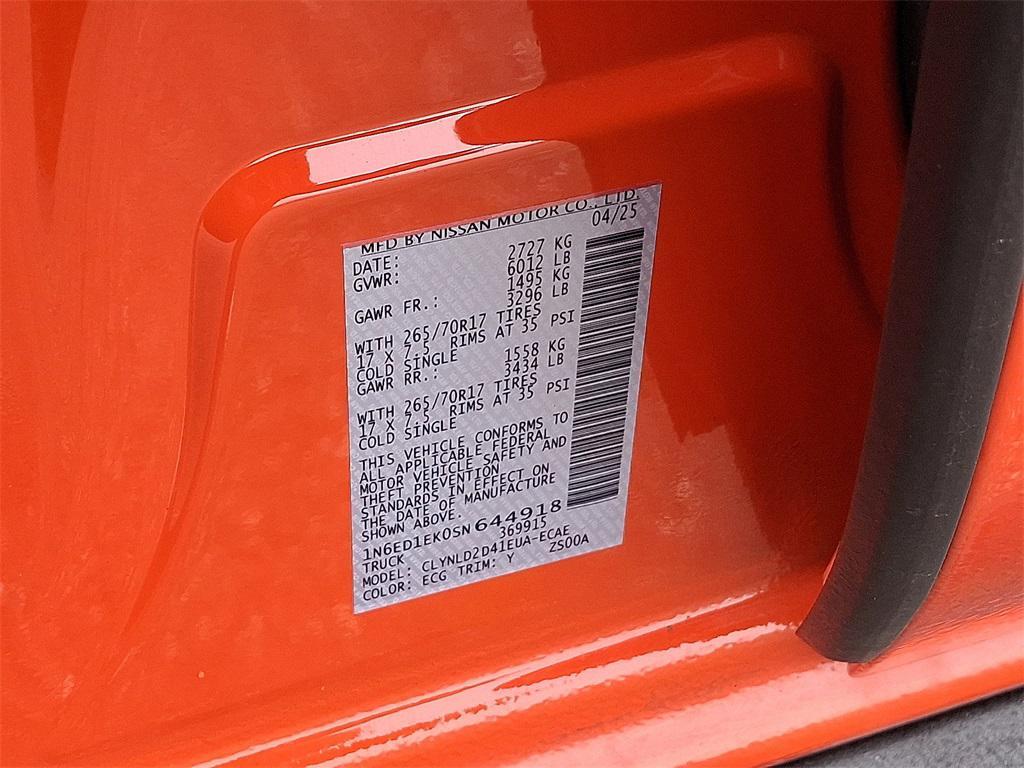 MFD BY NISSAN MOTOR CO., LTD.
DATE: 04/25
GVWR: 2727 KG
6012 LB
GAWR FR.: 1495 KG
3296 LB
WITH 265/70R17 TIRES
17 X 7.5 RIMS AT 35 PSI
COLD SINGLE
GAWR RR.: 1558 KG
3434 LB
WITH 265/70R17 TIRES
17 X 7.5 RIMS AT 35 PSI
COLD SINGLE
THIS VEHICLE CONFORMS TO
ALL APPLICABLE FEDERAL
MOTOR VEHICLE SAFETY AND
THEFT PREVENTION
STANDARDS IN EFFECT ON
THE DATE OF MANUFACTURE
SHOWN ABOVE.
1N6ED1EK0SN644918
TRUCK 369915
MODEL: CLYNLD2D41EUA-ECAE
COLOR: ECG TRIM: Y ZS00A